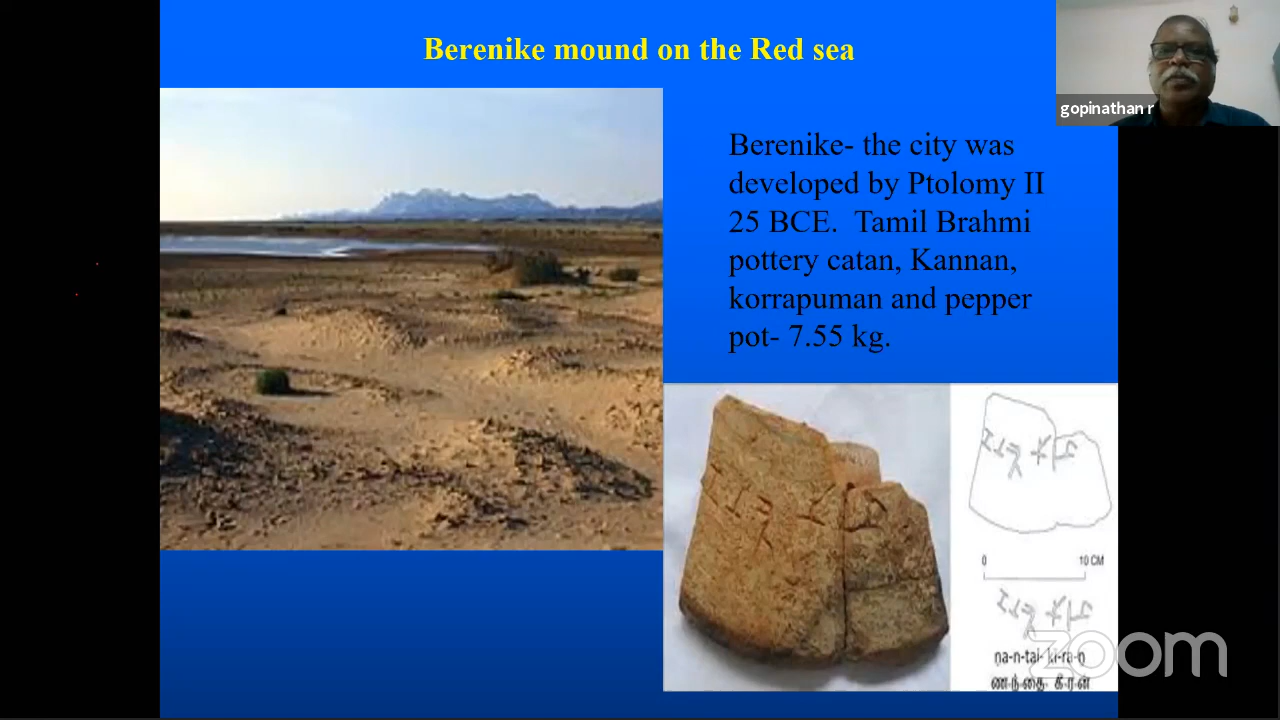 Berenike mound on the Red sea
gopinathan r
Berenike- the city was
developed by Ptolomy II
25 BCE. Tamil Brahmi
pottery catan, Kannan,
korrapuman and pepper
pot- 7.55 kg.
0 10 CM
ṇa-n-tai- ki-ra-n
ணந்தை கீரன்
zoom